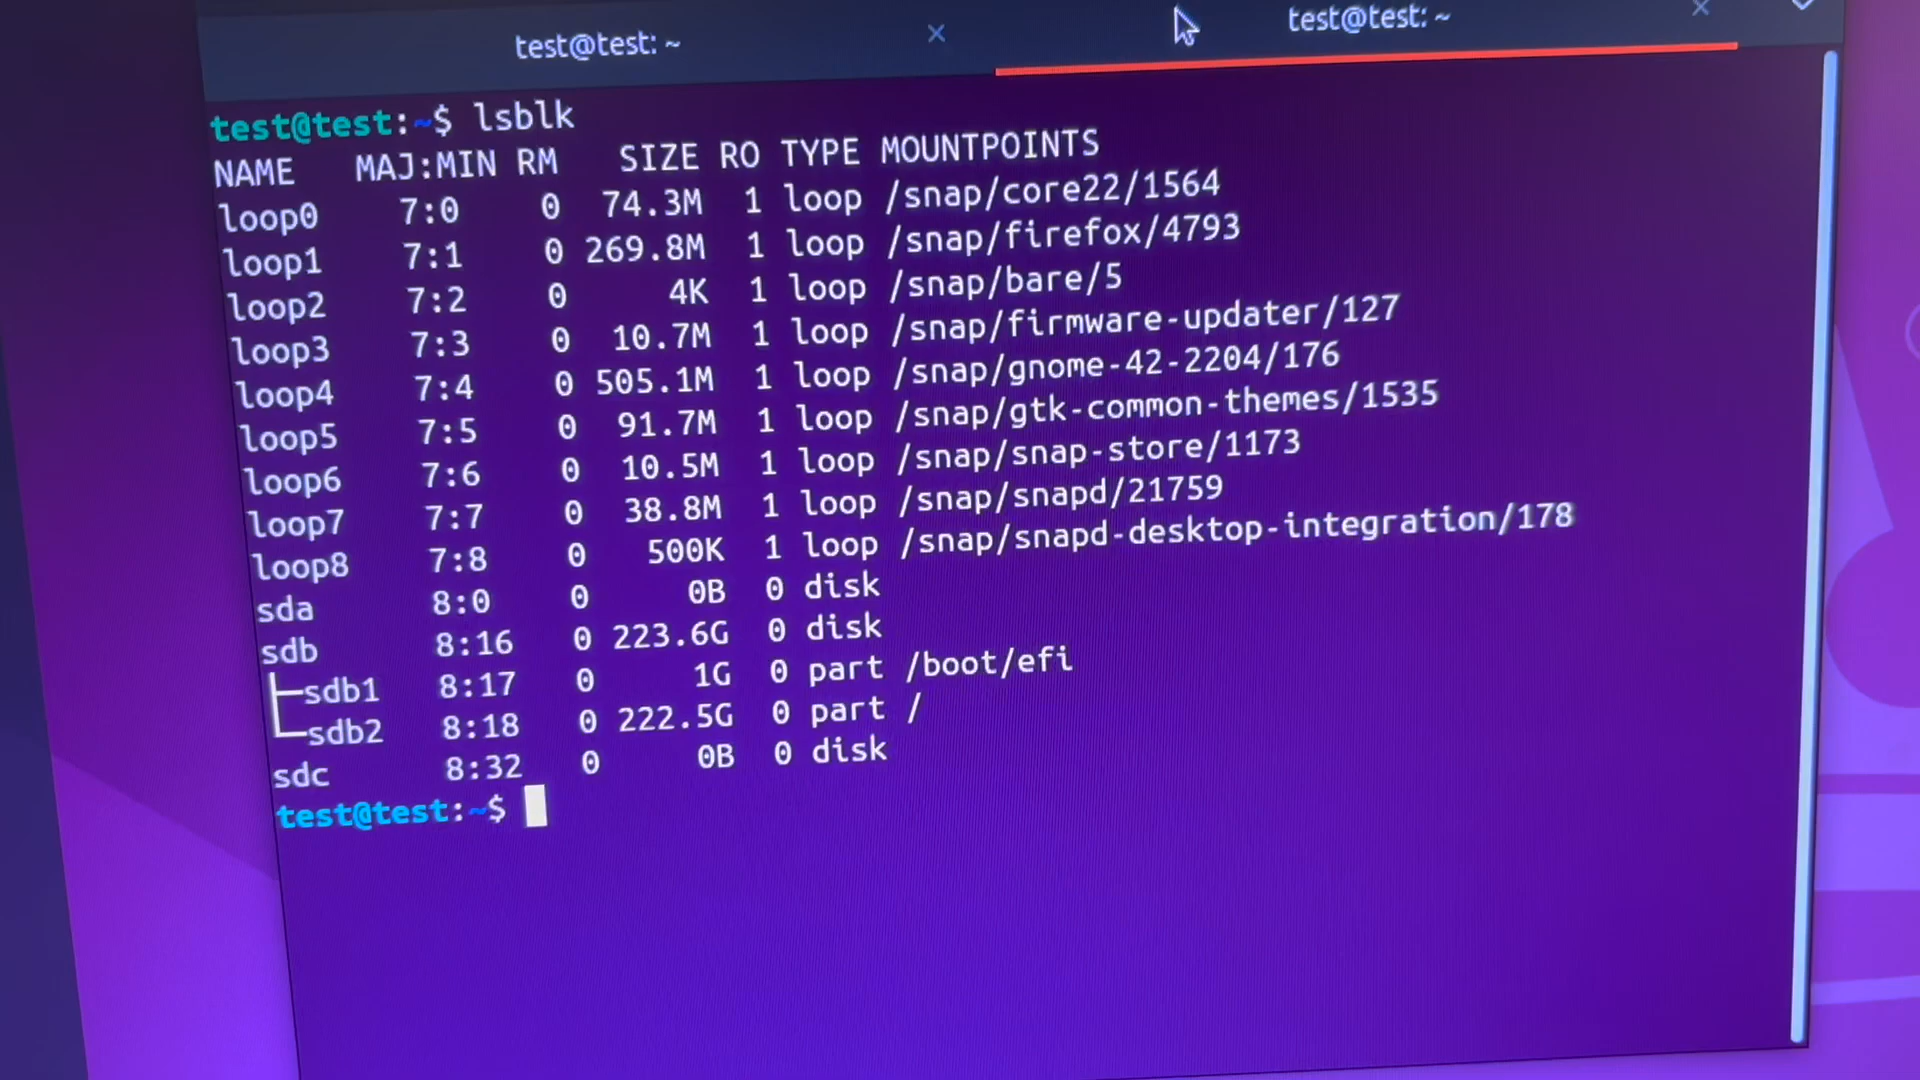 test@test: ~ × test@test: ~ ×
test@test:~$ lsblk
NAME MAJ:MIN RM SIZE RO TYPE MOUNTPOINTS
loop0 7:0 0 74.3M 1 loop /snap/core22/1564
loop1 7:1 0 269.8M 1 loop /snap/firefox/4793
loop2 7:2 0 4K 1 loop /snap/bare/5
loop3 7:3 0 10.7M 1 loop /snap/firmware-updater/127
loop4 7:4 0 505.1M 1 loop /snap/gnome-42-2204/176
loop5 7:5 0 91.7M 1 loop /snap/gtk-common-themes/1535
loop6 7:6 0 10.5M 1 loop /snap/snap-store/1173
loop7 7:7 0 38.8M 1 loop /snap/snapd/21759
loop8 7:8 0 500K 1 loop /snap/snapd-desktop-integration/178
sda 8:0 0 0B 0 disk
sdb 8:16 0 223.6G 0 disk
├─sdb1 8:17 0 1G 0 part /boot/efi
└─sdb2 8:18 0 222.5G 0 part /
sdc 8:32 0 0B 0 disk
test@test:~$